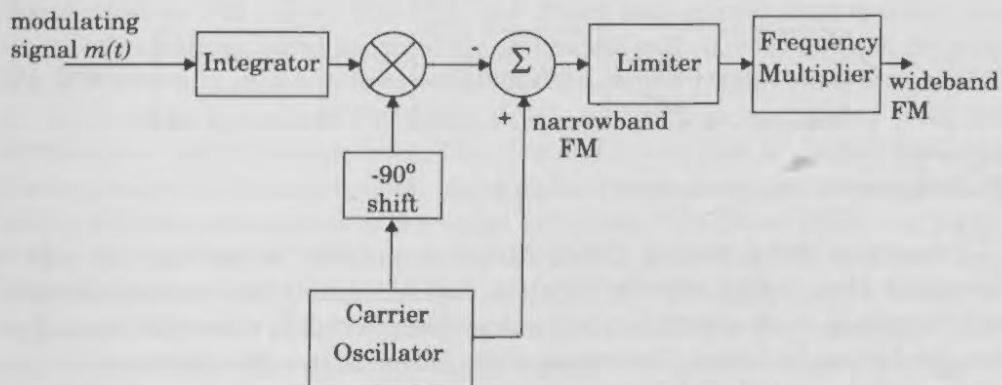 modulating
signal m(t)
Integrator
Σ
-
+
Limiter
Frequency
Multiplier
wideband
FM
narrowband
FM
-90°
shift
Carrier
Oscillator